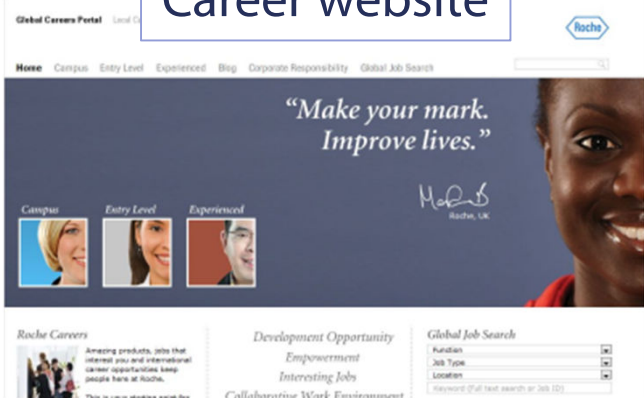 Career website
Global Careers Portal
Roche
Home Campus Entry Level Experienced Blog Corporate Responsibility Global Job Search
“Make your mark.
Improve lives.”
Roche, UK
Campus Entry Level Experienced
Roche Careers
Amazing products, jobs that
interest you and international
career opportunities keep
people here at Roche.
Development Opportunity
Empowerment
Interesting Jobs
Collaborative Work Environment
Global Job Search
Function
Job Type
Location
Keyword (Full text search or Job ID)